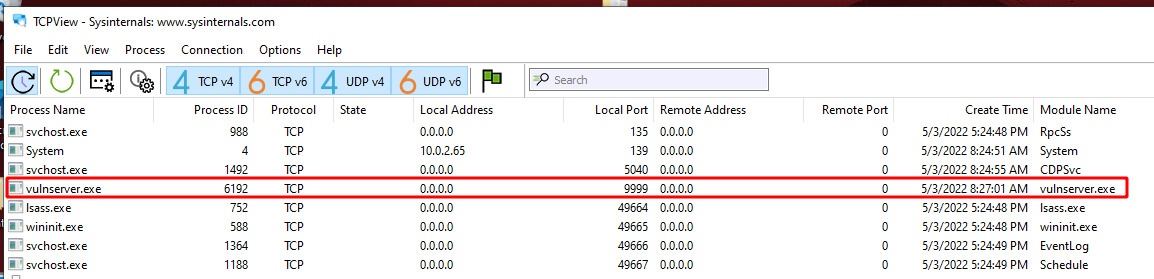 TCPView - Sysinternals: www.sysinternals.com
File Edit View Process Connection Options Help
4 TCP v4 6 TCP v6 4 UDP v4 6 UDP v6 Search
Process Name Process ID Protocol State Local Address Local Port Remote Address Remote Port Create Time Module Name
svchost.exe 988 TCP 0.0.0.0 135 0.0.0.0 0 5/3/2022 5:24:48 PM RpcSs
System 4 TCP 10.0.2.65 139 0.0.0.0 0 5/3/2022 8:24:51 AM System
svchost.exe 1492 TCP 0.0.0.0 5040 0.0.0.0 0 5/3/2022 8:24:55 AM CDPSvc
vulnserver.exe 6192 TCP 0.0.0.0 9999 0.0.0.0 0 5/3/2022 8:27:01 AM vulnserver.exe
lsass.exe 752 TCP 0.0.0.0 49664 0.0.0.0 0 5/3/2022 5:24:48 PM lsass.exe
wininit.exe 588 TCP 0.0.0.0 49665 0.0.0.0 0 5/3/2022 5:24:48 PM wininit.exe
svchost.exe 1364 TCP 0.0.0.0 49666 0.0.0.0 0 5/3/2022 5:24:49 PM EventLog
svchost.exe 1188 TCP 0.0.0.0 49667 0.0.0.0 0 5/3/2022 5:24:49 PM Schedule